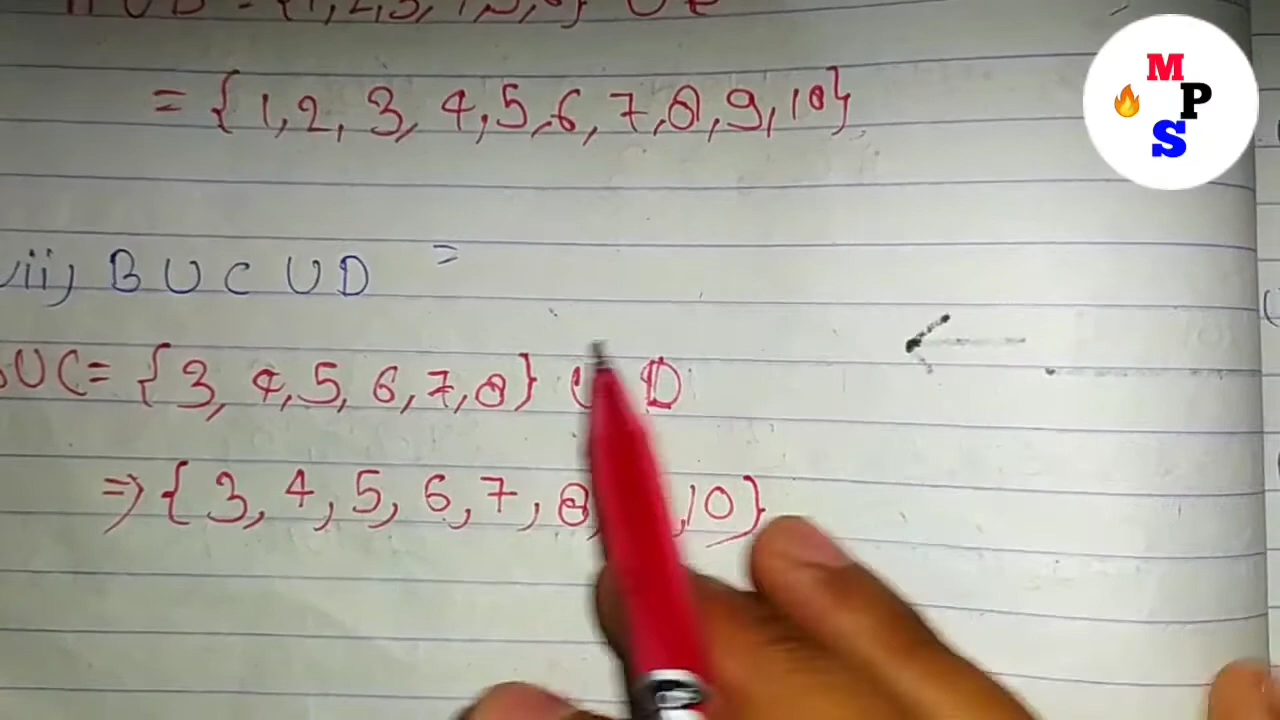 = {1,2, 3, 4,5,6,7,8,9,10}
vii) B U C U D =
BUC= {3, 4,5, 6,7,8} U D
=> {3, 4, 5, 6, 7, 8, ,10}
M
P
S